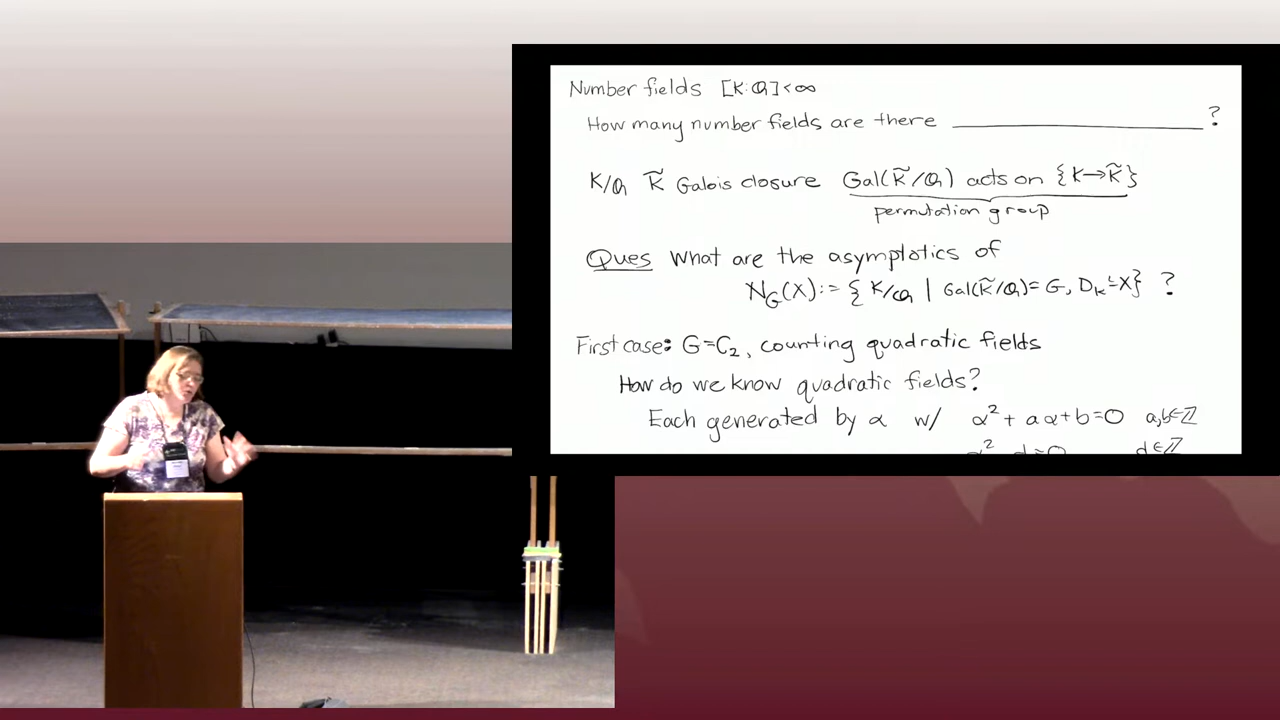 Number fields [K:ℚ]<∞
How many number fields are there ____________?
K/ℚ K̃ Galois closure Gal(K̃/ℚ) acts on {K→K̃}
permutation group
Ques What are the asymptotics of
N_G(X):= { K/ℚ | Gal(K̃/ℚ)=G, D_K ≤X} ?
First case: G=C₂, counting quadratic fields
How do we know quadratic fields?
Each generated by α w/ α²+aα+b=0 a,b∈ℤ
d∈ℤ